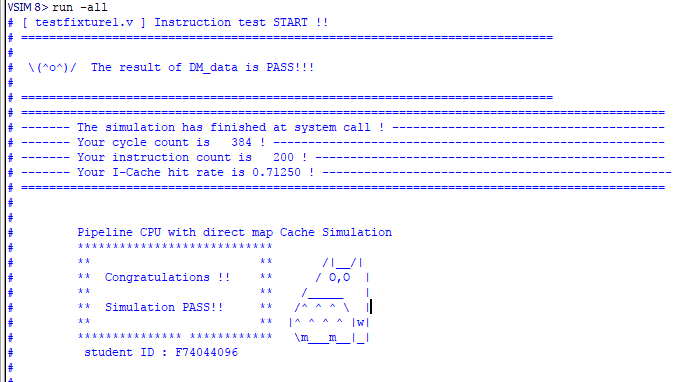 VSIM 8> run -all
# [ testfixture1.v ] Instruction test START !!
# ============================================================================
#
#  \(^o^)/  The result of DM_data is PASS!!!
#
# ============================================================================
# ============================================================================================
# ------- The simulation has finished at system call ! ---------------------------------------
# ------- Your cycle count is   384 ! --------------------------------------------------------
# ------- Your instruction count is   200 ! --------------------------------------------------
# ------- Your I-Cache hit rate is 0.71250 ! --------------------------------------------------
# ============================================================================================
#
#
#         Pipeline CPU with direct map Cache Simulation
#         ****************************
#         **                        **       /|__/|
#         **  Congratulations !!    **      / O,O  |
#         **                        **    /_____   |
#         **  Simulation PASS!!     **   /^ ^ ^ \  |
#         **                        **  |^ ^ ^ ^ |w|
#         *************** ************   \m___m__|_|
#          student ID : F74044096
#
#